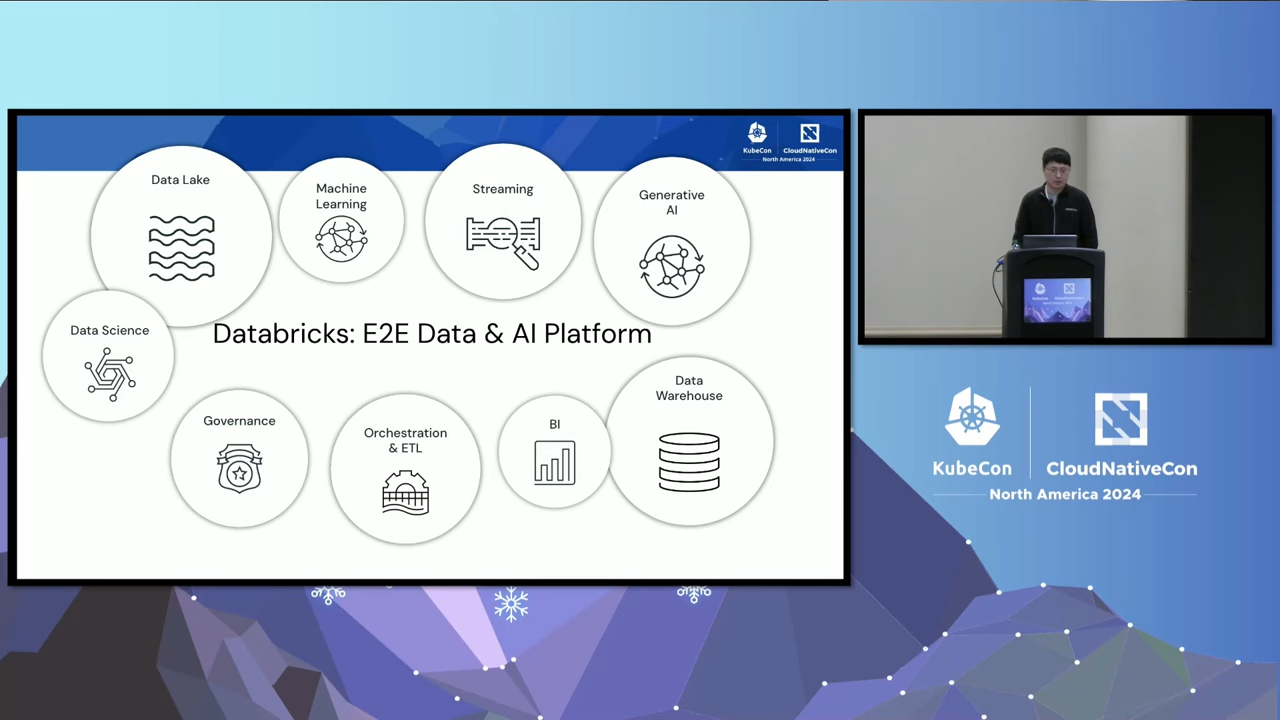 KubeCon
CloudNativeCon
North America 2024
Data Lake
Machine
Learning
Streaming
Generative
AI
Data Science
Databricks: E2E Data & AI Platform
Governance
Orchestration
& ETL
BI
Data
Warehouse
KubeCon
CloudNativeCon
North America 2024